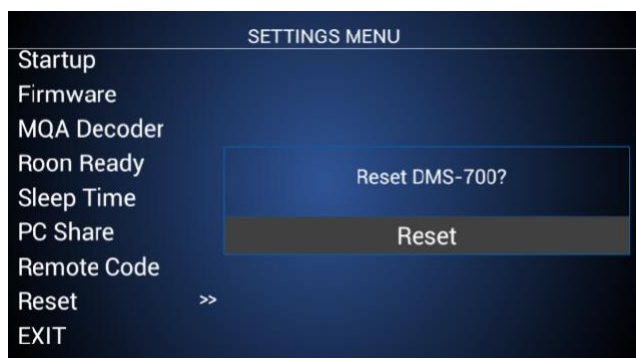 SETTINGS MENU
Startup
Firmware
MQA Decoder
Roon Ready
Sleep Time
PC Share
Remote Code
Reset >>
EXIT
Reset DMS-700?
Reset